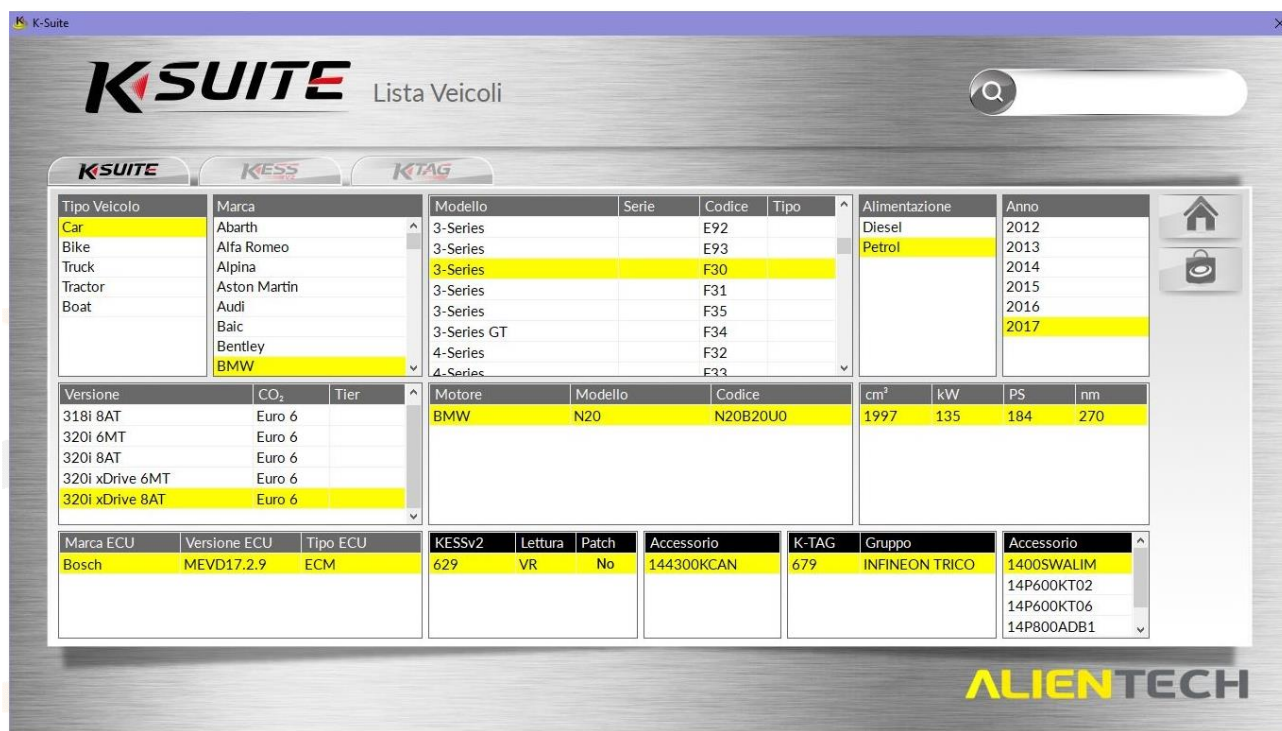 K-Suite
KSUITE Lista Veicoli
KSUITE KESS KTAG
Tipo Veicolo Marca Modello Serie Codice Tipo Alimentazione Anno
Car Abarth 3-Series E92 Diesel 2012
Bike Alfa Romeo 3-Series E93 Petrol 2013
Truck Alpina 3-Series F30 2014
Tractor Aston Martin 3-Series F31 2015
Boat Audi 3-Series F35 2016
Baic 3-Series GT F34 2017
Bentley 4-Series F32
BMW 4-Series F33
Versione CO₂ Tier Motore Modello Codice cm³ kW PS nm
318i 8AT Euro 6 BMW N20 N20B20U0 1997 135 184 270
320i 6MT Euro 6
320i 8AT Euro 6
320i xDrive 6MT Euro 6
320i xDrive 8AT Euro 6
Marca ECU Versione ECU Tipo ECU KESSv2 Lettura Patch Accessorio K-TAG Gruppo Accessorio
Bosch MEVD17.2.9 ECM 629 VR No 144300KCAN 679 INFINEON TRICO 1400SWALIM
14P600KT02
14P600KT06
14P800ADB1
ALIENTECH